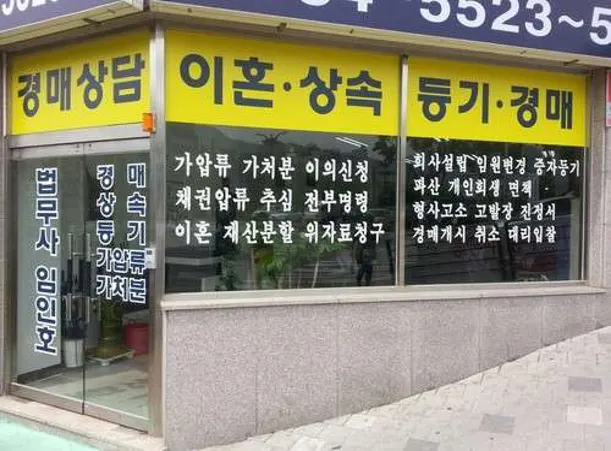 5523~5
경매상담
이혼·상속
등기·경매
법무사 임인호
경매
상속
등기
가압류
가처분
가압류 가처분 이의신청
채권압류 추심 전부명령
이혼 재산분할 위자료청구
회사설립 임원변경 증자등기
파산 개인회생 면책
형사고소 고발장 진정서
경매개시 취소 대리입찰